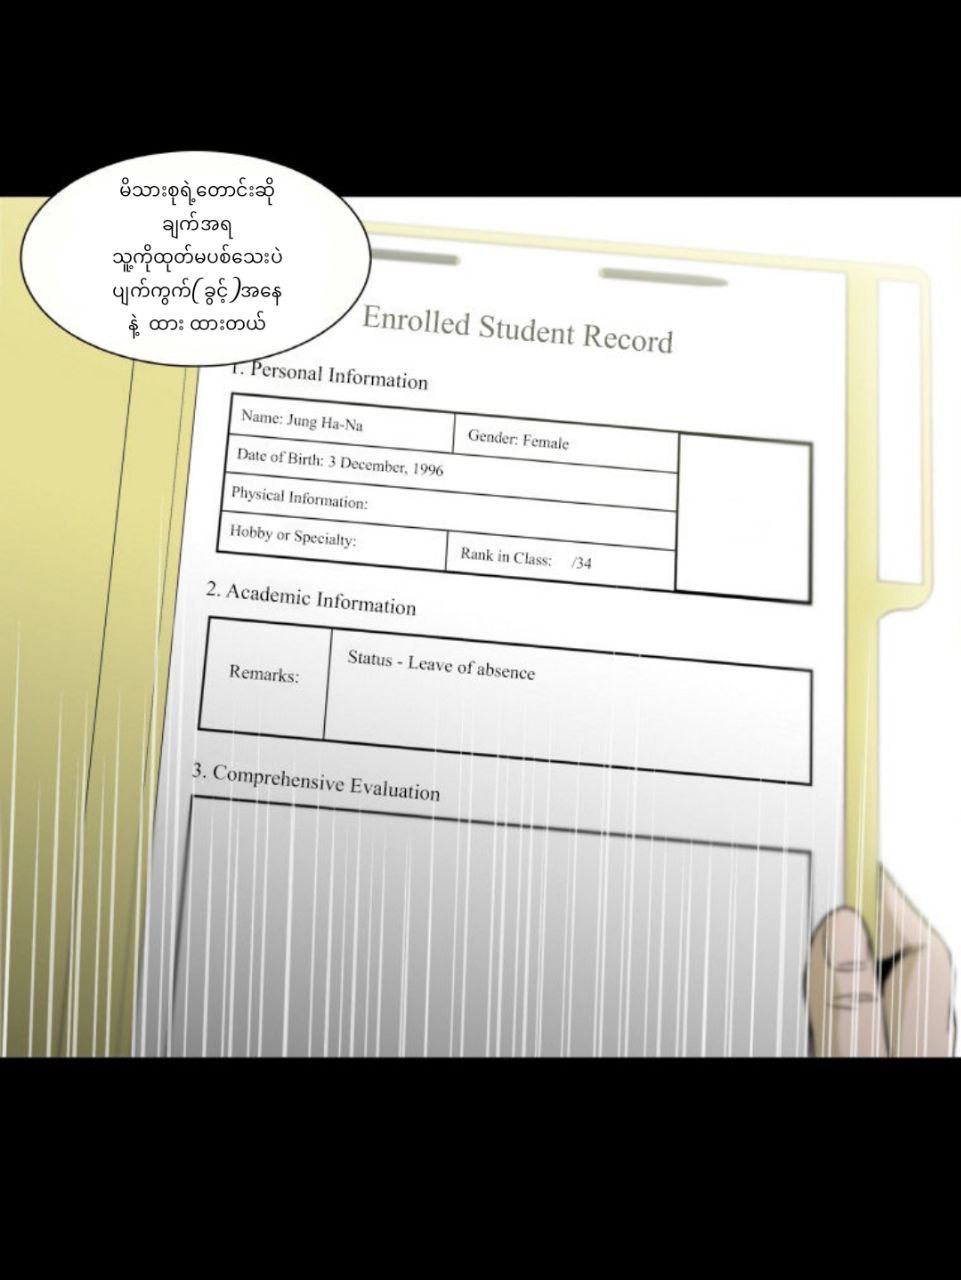 မိသားစုရဲ့တောင်းဆို
ချက်အရ
သူ့ကိုထုတ်မပစ်သေးပဲ
ပျက်ကွက်(ခွင့်)အနေ
နဲ့ ထား ထားတယ်
Enrolled Student Record
1. Personal Information
Name: Jung Ha-Na
Gender: Female
Date of Birth: 3 December, 1996
Physical Information:
Hobby or Specialty:
Rank in Class: /34
2. Academic Information
Remarks:
Status - Leave of absence
3. Comprehensive Evaluation